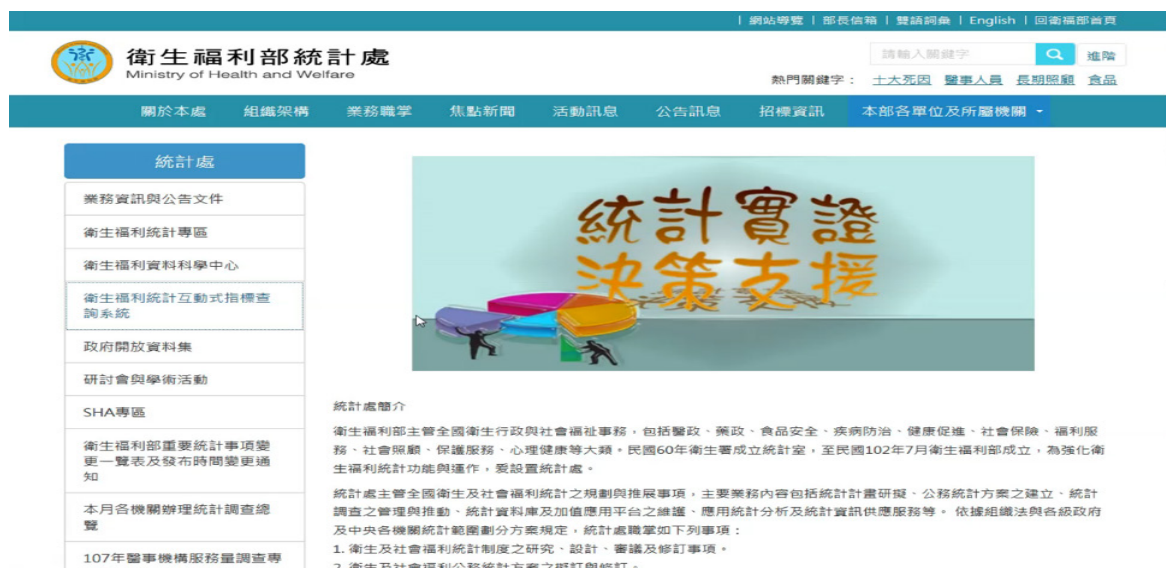 | 網站導覽 | 部長信箱 | 雙語詞彙 | English | 回衛福部首頁
衛生福利部統計處
Ministry of Health and Welfare
請輸入關鍵字
進階
熱門關鍵字： 十大死因 醫事人員 長期照顧 食品
關於本處 組織架構 業務職掌 焦點新聞 活動訊息 公告訊息 招標資訊 本部各單位及所屬機關
統計處
業務資訊與公告文件
衛生福利統計專區
衛生福利資料科學中心
衛生福利統計互動式指標查
詢系統
政府開放資料集
研討會與學術活動
SHA專區
衛生福利部重要統計事項變
更一覽表及發布時間變更通
知
本月各機關辦理統計調查總
覽
107年醫事機構服務量調查專
統計實證
決策支援
統計處簡介
衛生福利部主管全國衛生行政與社會福祉事務，包括醫政、藥政、食品安全、疾病防治、健康促進、社會保險、福利服
務、社會照顧、保護服務、心理健康等大類。民國60年衛生署成立統計室，至民國102年7月衛生福利部成立，為強化衛
生福利統計功能與運作，爰設置統計處。
統計處主管全國衛生及社會福利統計之規劃與推展事項，主要業務內容包括統計計畫研擬、公務統計方案之建立、統計
調查之管理與推動、統計資料庫及加值應用平台之維護、應用統計分析及統計資訊供應服務等。 依據組織法與各級政府
及中央各機關統計範圍劃分方案規定，統計處職掌如下列事項：
1. 衛生及社會福利統計制度之研究、設計、審議及修訂事項。
2. 衛生及社會福利公務統計方案之擬訂與修訂。